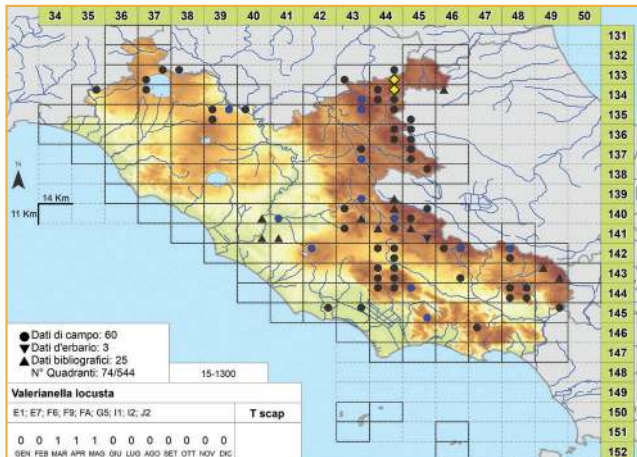 34 35 36 37 38 39 40 41 42 43 44 45 46 47 48 49 50
131
132
133
134
135
136
137
138
139
140
141
142
143
144
145
146
147
148
149
150
151
152
N
14 Km
11 Km
Dati di campo: 60
Dati d'erbario: 3
Dati bibliografici: 25
N° Quadranti: 74/544
15-1300
Valerianella locusta
E1; E7; F6; F9; FA; G5; I1; I2; J2
T scap
0 0 1 1 1 0 0 0 0 0 0 0
GEN FEB MAR APR MAG GIU LUG AGO SET OTT NOV DIC